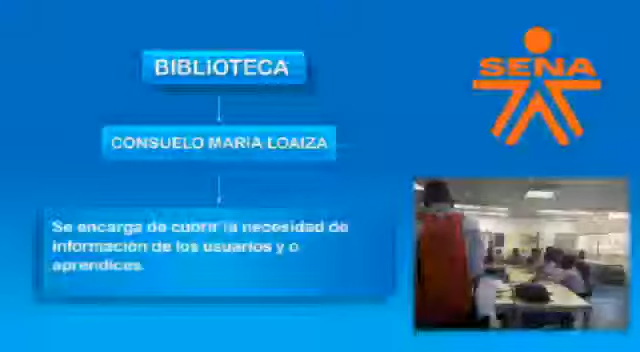 BIBLIOTECA
SENA
CONSUELO MARIA LOAIZA
Se encarga de cubrir la necesidad de
información de los usuarios y o
aprendices.